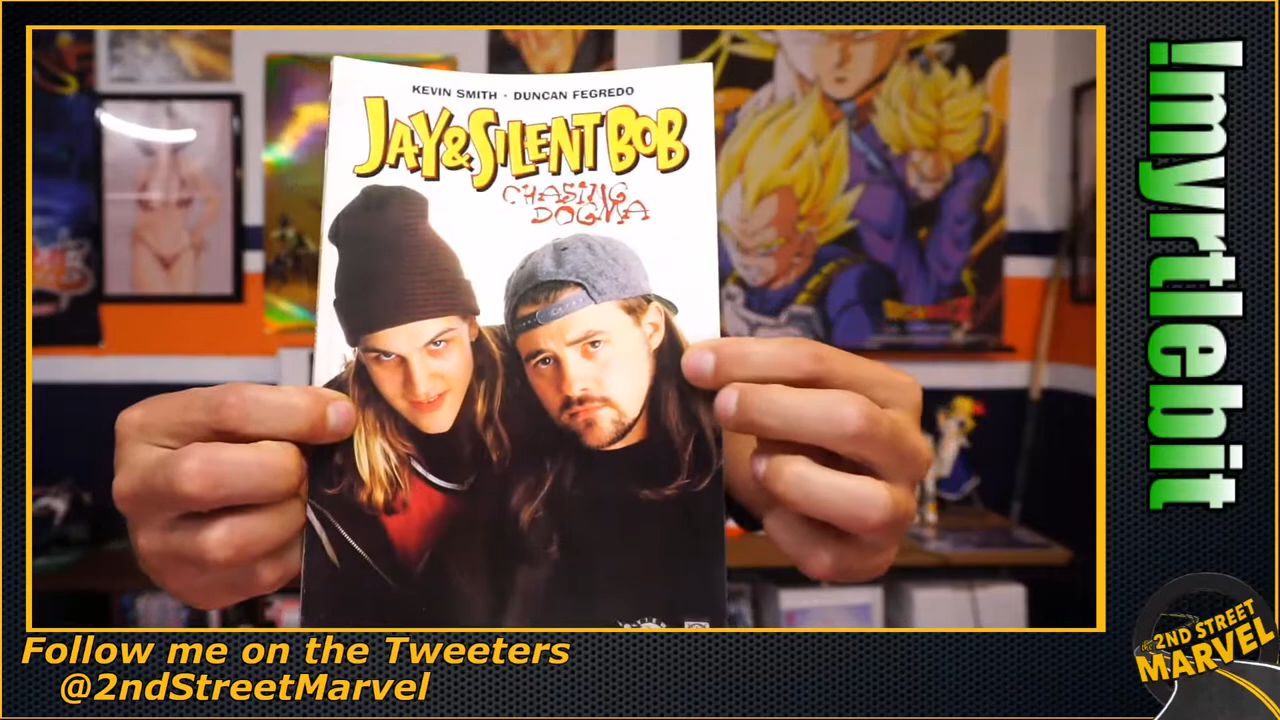 KEVIN SMITH • DUNCAN FEGREDO
JAY & SILENT BOB
CHASING
DOGMA
!myrtlebit
Follow me on the Tweeters
@2ndStreetMarvel
2ND STREET
MARVEL